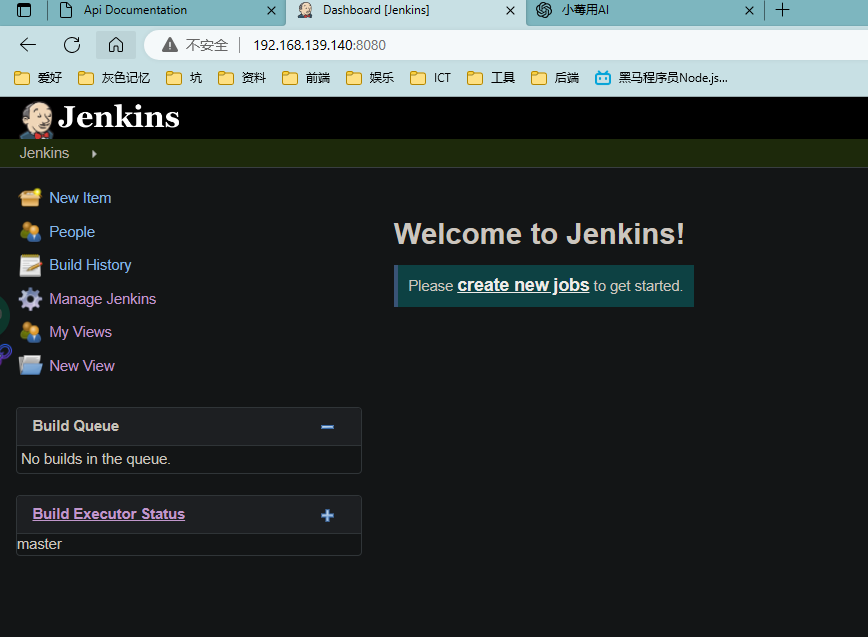 Api Documentation
Dashboard [Jenkins]
小莓用AI
不安全
192.168.139.140:8080
爱好
灰色记忆
坑
资料
前端
娱乐
ICT
工具
后端
黑马程序员Node.js...
Jenkins
Jenkins
New Item
People
Build History
Manage Jenkins
My Views
New View
Welcome to Jenkins!
Please create new jobs to get started.
Build Queue
No builds in the queue.
Build Executor Status
master